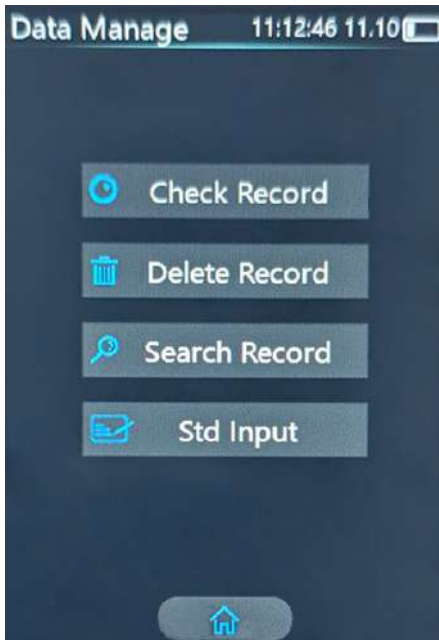 Data Manage 11:12:46 11.10
Check Record
Delete Record
Search Record
Std Input